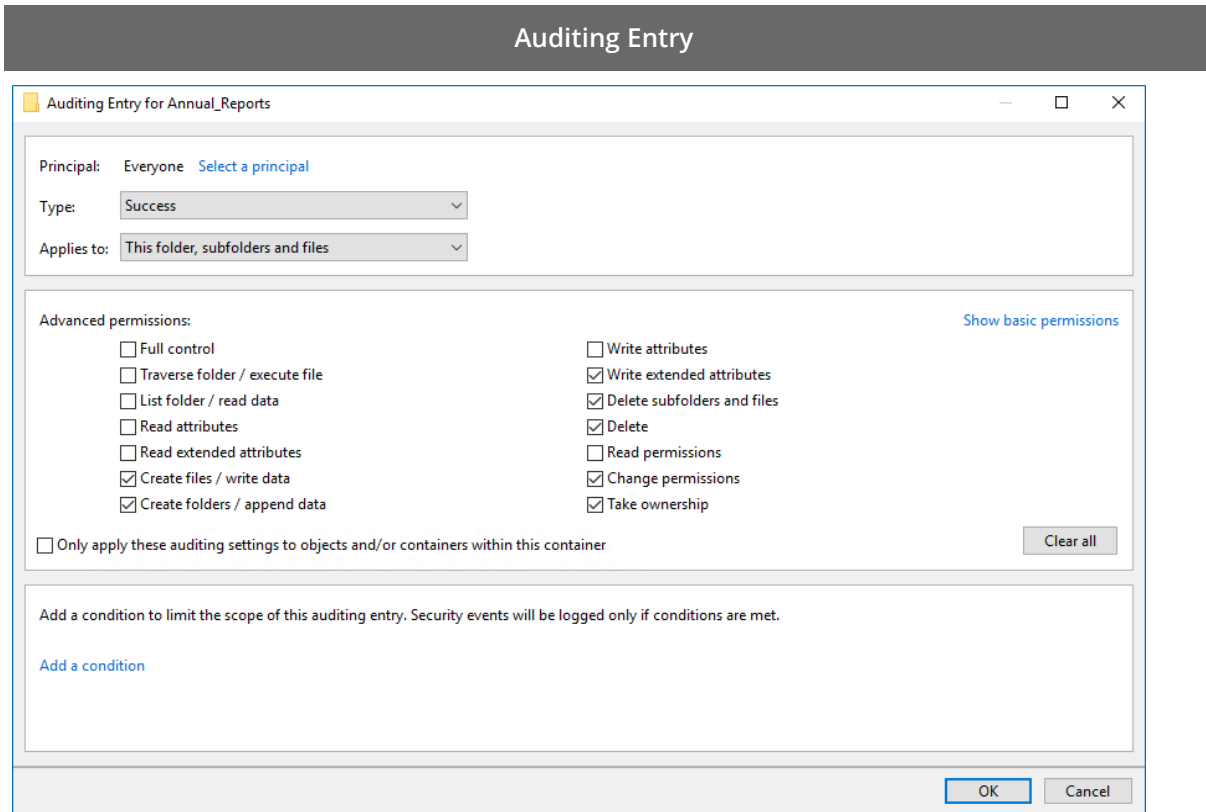 Auditing Entry
Auditing Entry for Annual_Reports
Principal: Everyone Select a principal
Type: Success
Applies to: This folder, subfolders and files
Advanced permissions: Show basic permissions
Full control Write attributes
Traverse folder / execute file Write extended attributes
List folder / read data Delete subfolders and files
Read attributes Delete
Read extended attributes Read permissions
Create files / write data Change permissions
Create folders / append data Take ownership
Only apply these auditing settings to objects and/or containers within this container Clear all
Add a condition to limit the scope of this auditing entry. Security events will be logged only if conditions are met.
Add a condition
OK Cancel